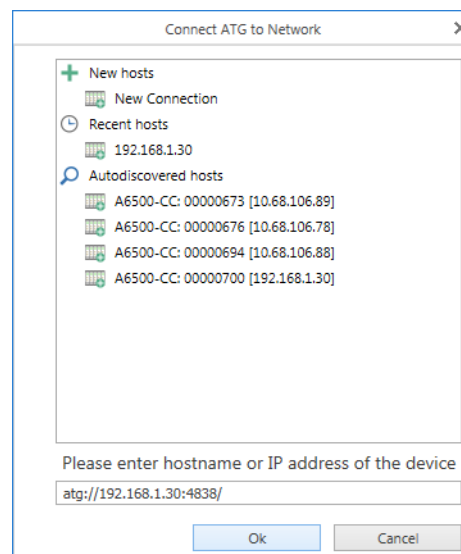 Connect ATG to Network
New hosts
New Connection
Recent hosts
192.168.1.30
Autodiscovered hosts
A6500-CC: 00000673 [10.68.106.89]
A6500-CC: 00000676 [10.68.106.78]
A6500-CC: 00000694 [10.68.106.88]
A6500-CC: 00000700 [192.168.1.30]
Please enter hostname or IP address of the device
atg://192.168.1.30:4838/
Ok Cancel